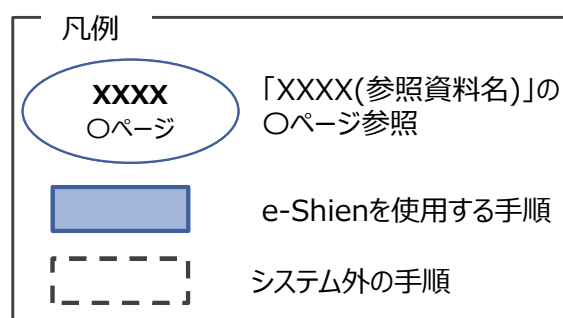 凡例
XXXX
〇ページ
「XXXX(参照資料名)」の
〇ページ参照
e-Shienを使用する手順
システム外の手順